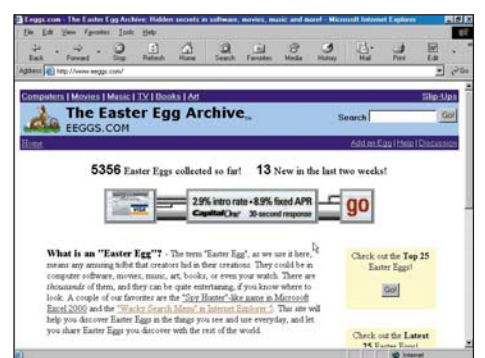 Eeggs.com - The Easter Egg Archive: Hidden secrets in software, movies, music and more! - Microsoft Internet Explorer
File Edit View Favorites Tools Help
Back Forward Stop Refresh Home Search Favorites Media History Mail Print Edit
Address http://www.eeggs.com/ Go
Computers | Movies | Music | TV | Books | Art Slip-Ups
The Easter Egg Archive
EEGGS.COM
Search Go!
Home Add an Egg | Help | Discussion
5356 Easter Eggs collected so far! 13 New in the last two weeks!
VISA
2.9% intro rate • 8.9% fixed APR
Capital One 30-second response
go
What is an "Easter Egg"? - The term "Easter Egg", as we use it here,
means any amusing tidbit that creators hid in their creations. They could be in
computer software, movies, music, art, books, or even your watch. There are
thousands of them, and they can be quite entertaining, if you know where to
look. A couple of our favorites are the "Spy Hunter"-like game in Microsoft
Excel 2000 and the "Wacky Search Menu" in Internet Explorer 5. This site will
help you discover Easter Eggs in the things you see and use everyday, and let
you share Easter Eggs you discover with the rest of the world.
Check out the Top 25
Easter Eggs!
Go!
Check out the Latest
25 Easter Eggs!
Internet